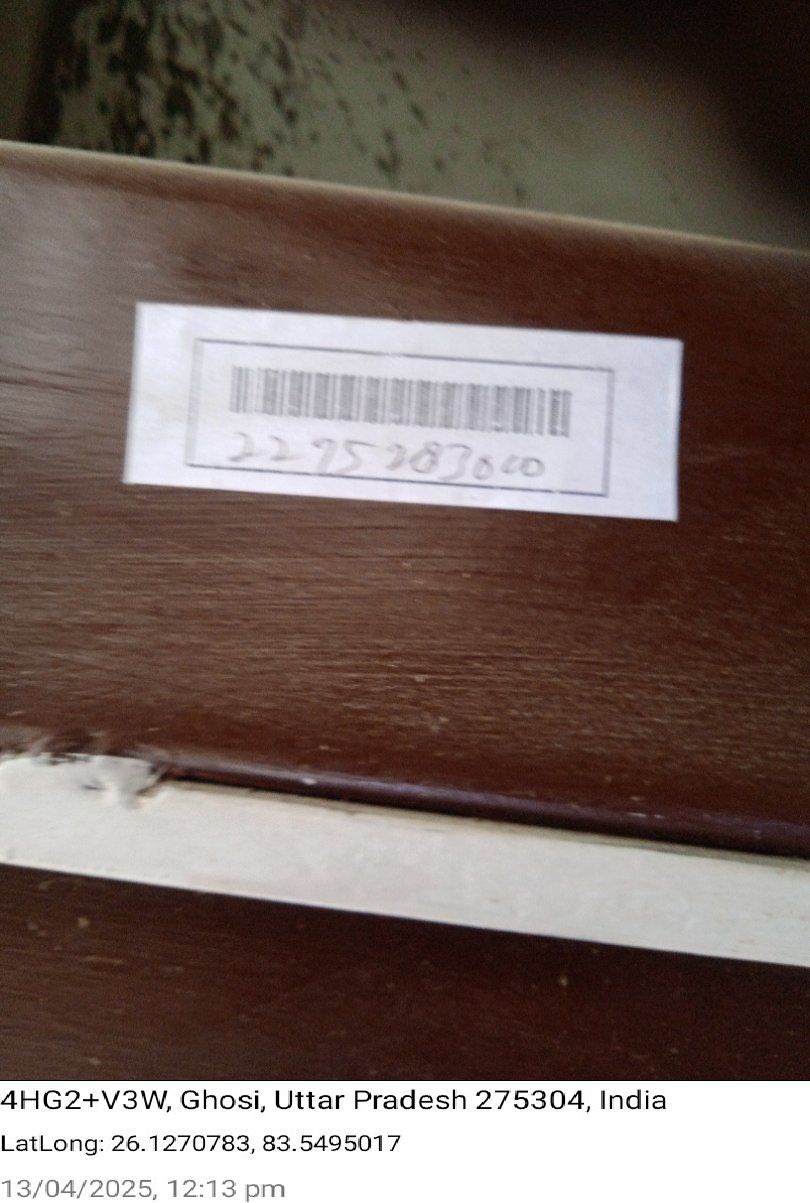 2295283000
4HG2+V3W, Ghosi, Uttar Pradesh 275304, India
LatLong: 26.1270783, 83.5495017
13/04/2025, 12:13 pm